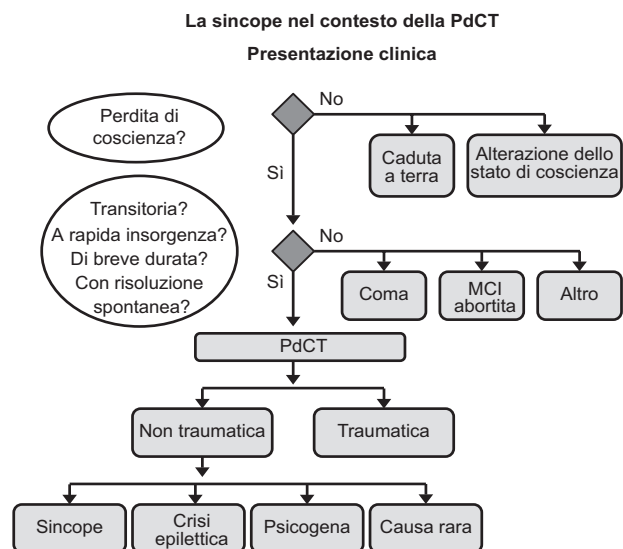 La sincope nel contesto della PdCT
Presentazione clinica
Perdita di
coscienza?
No
Caduta
a terra
Alterazione dello
stato di coscienza
Sì
Transitoria?
A rapida insorgenza?
Di breve durata?
Con risoluzione
spontanea?
No
Coma
MCI
abortita
Altro
Sì
PdCT
Non traumatica
Traumatica
Sincope
Crisi
epilettica
Psicogena
Causa rara